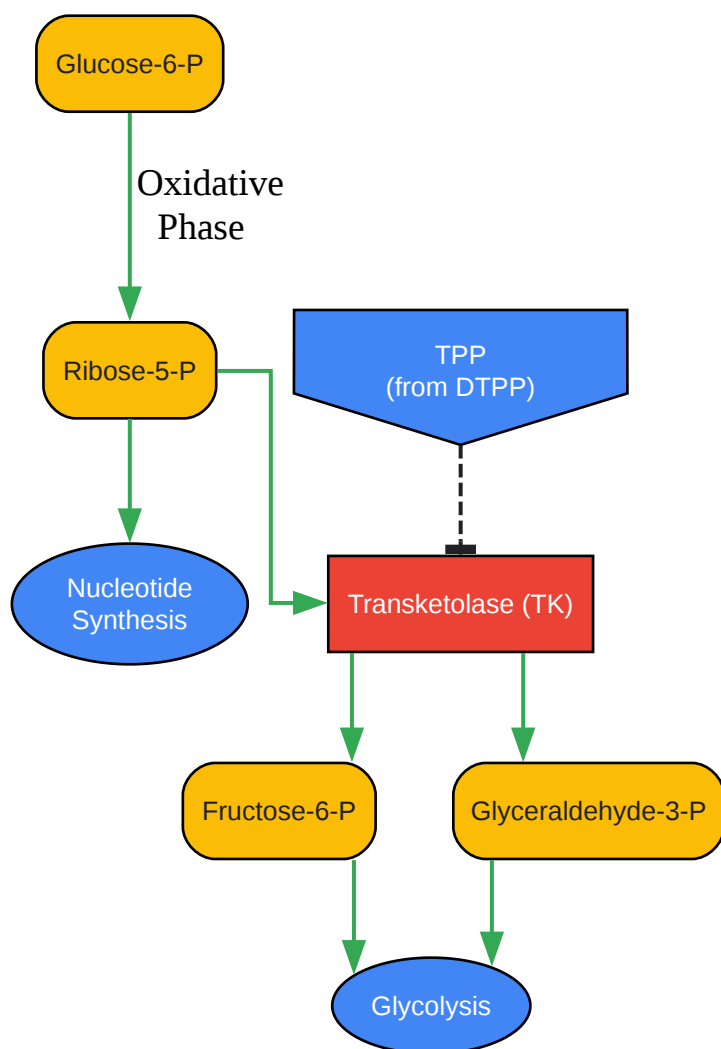 Glucose-6-P
Oxidative
Phase
Ribose-5-P
TPP
(from DTPP)
Nucleotide
Synthesis
Transketolase (TK)
Fructose-6-P
Glyceraldehyde-3-P
Glycolysis